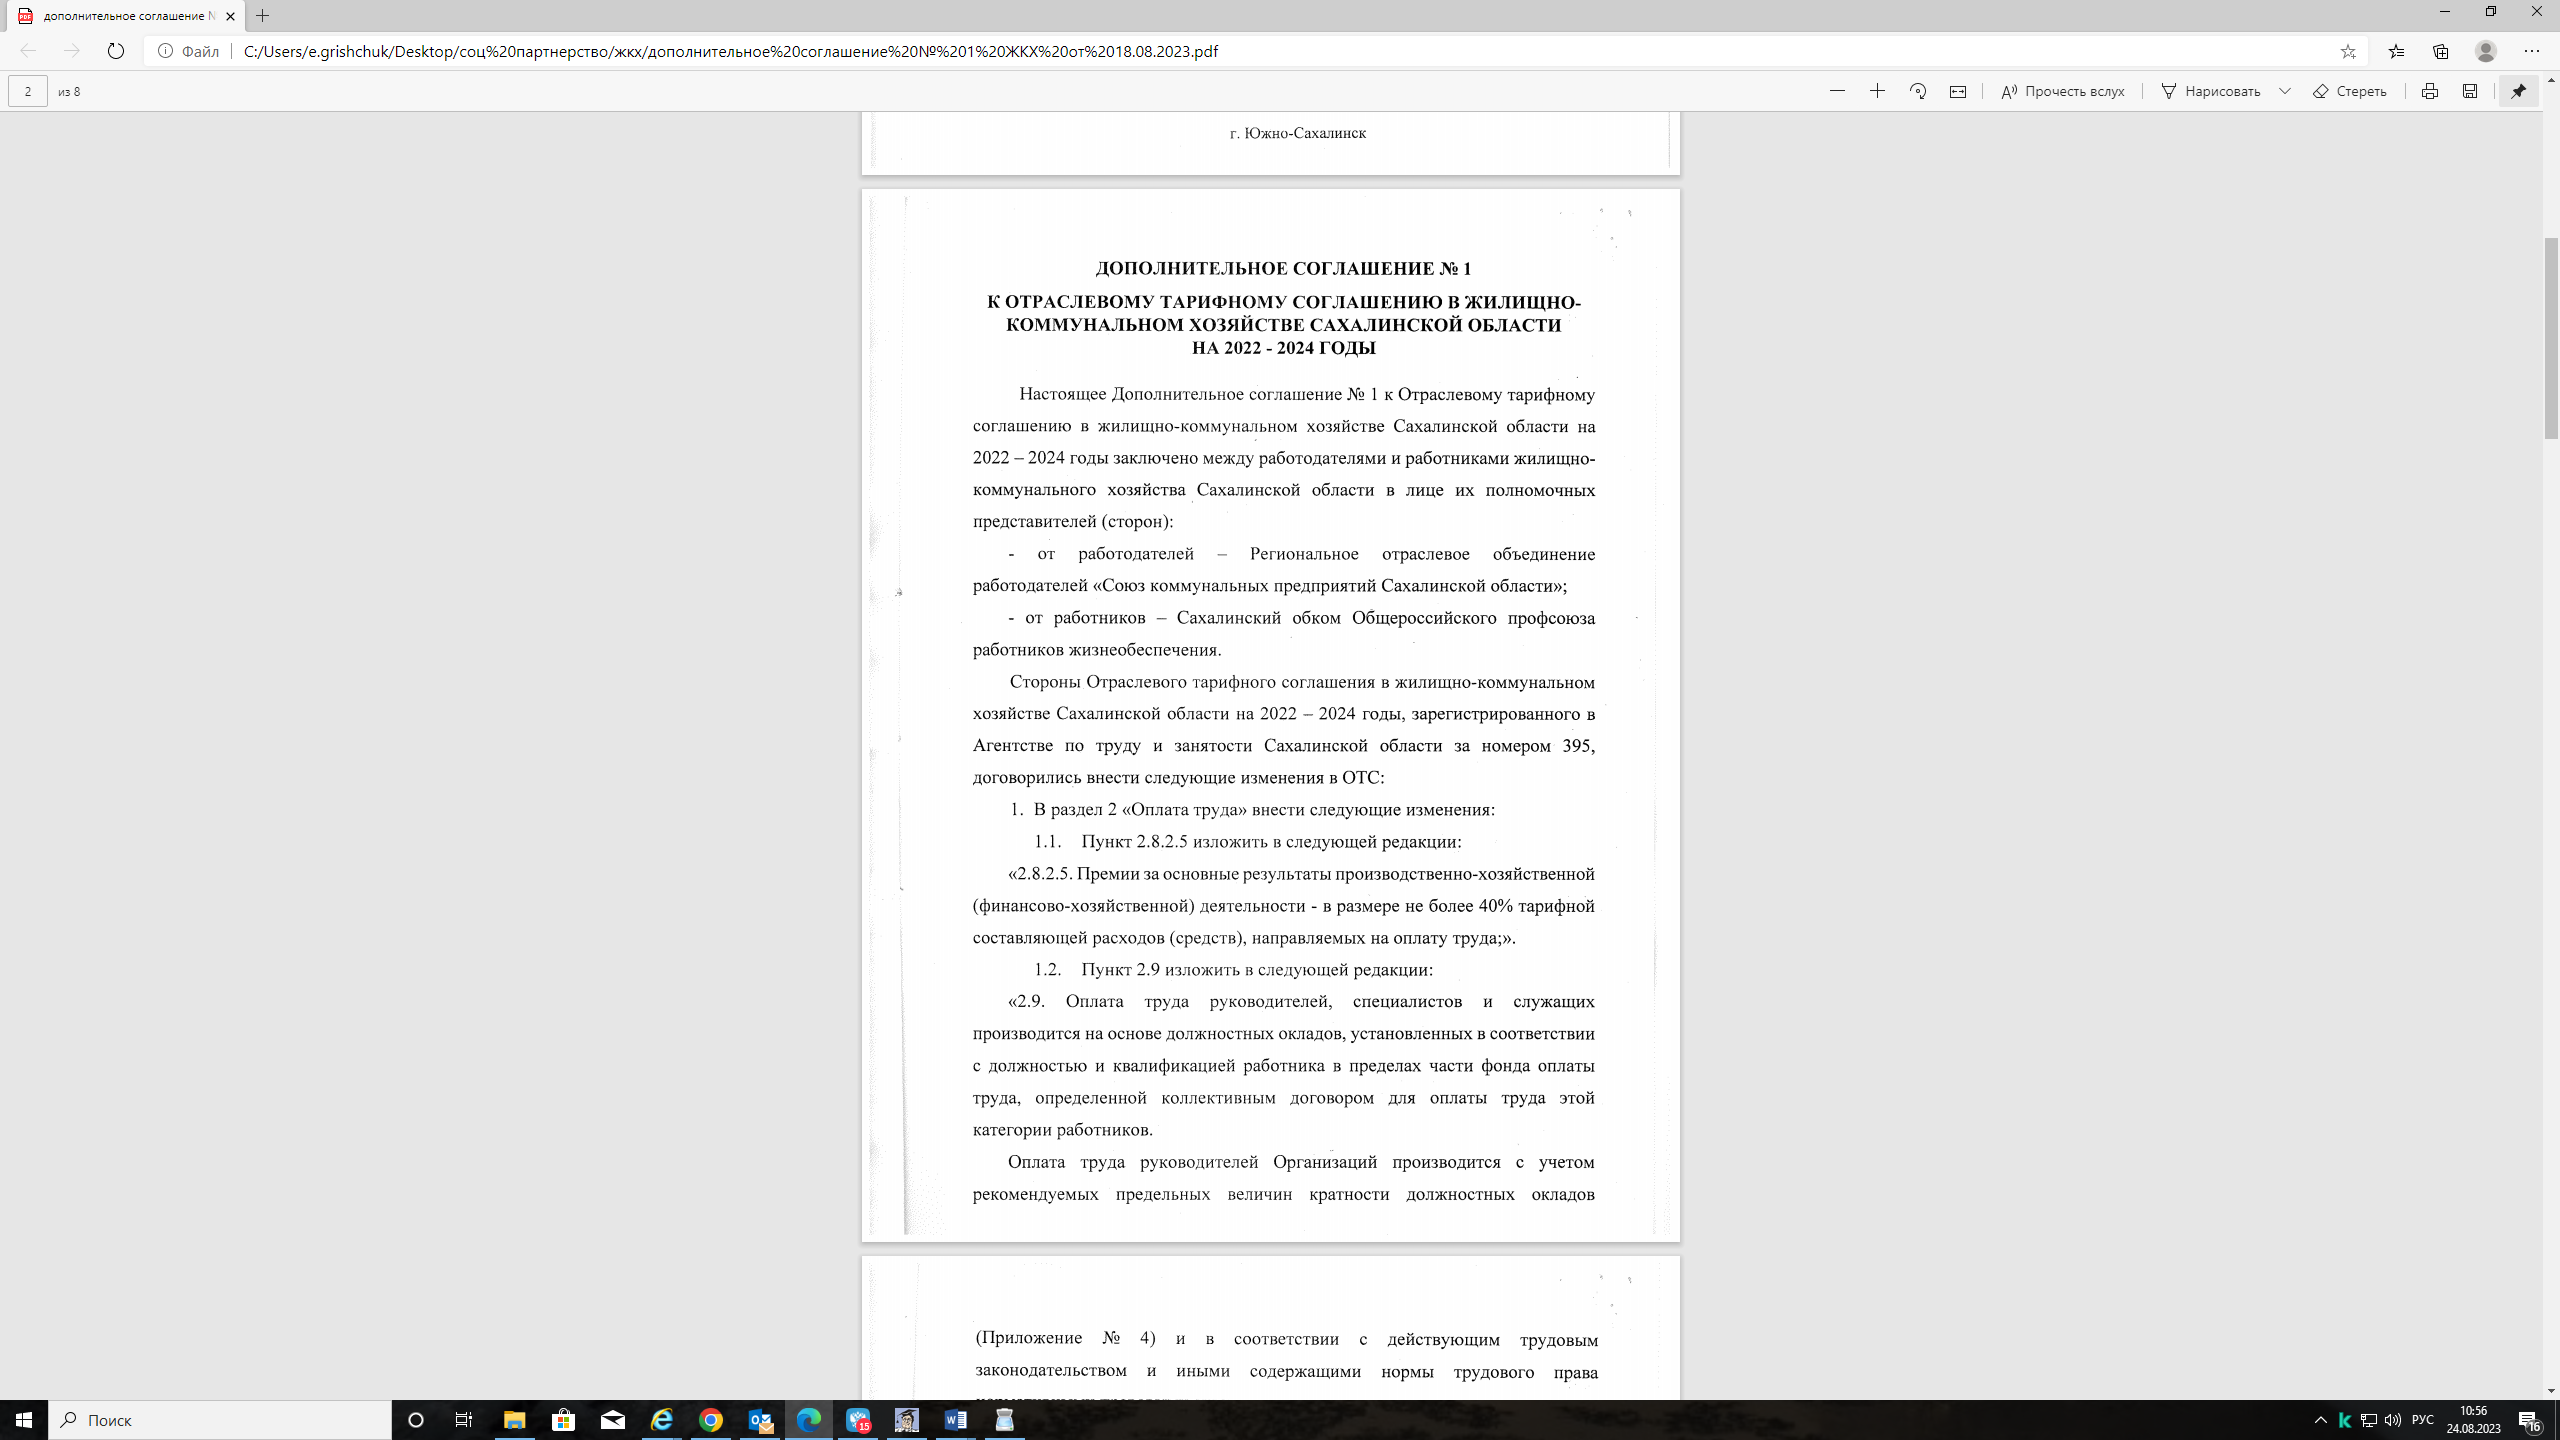 дополнительное соглашение N
Файл
C:/Users/e.grishchuk/Desktop/соц%20партнерство/жкх/дополнительное%20соглашение%20№%201%20ЖКХ%20от%2018.08.2023.pdf
2 из 8
Прочесть вслух
Нарисовать
Стереть
г. Южно-Сахалинск
ДОПОЛНИТЕЛЬНОЕ СОГЛАШЕНИЕ № 1
К ОТРАСЛЕВОМУ ТАРИФНОМУ СОГЛАШЕНИЮ В ЖИЛИЩНО-
КОММУНАЛЬНОМ ХОЗЯЙСТВЕ САХАЛИНСКОЙ ОБЛАСТИ
НА 2022 - 2024 ГОДЫ
Настоящее Дополнительное соглашение № 1 к Отраслевому тарифному
соглашению в жилищно-коммунальном хозяйстве Сахалинской области на
2022 – 2024 годы заключено между работодателями и работниками жилищно-
коммунального хозяйства Сахалинской области в лице их полномочных
представителей (сторон):
- от работодателей – Региональное отраслевое объединение
работодателей «Союз коммунальных предприятий Сахалинской области»;
- от работников – Сахалинский обком Общероссийского профсоюза
работников жизнеобеспечения.
Стороны Отраслевого тарифного соглашения в жилищно-коммунальном
хозяйстве Сахалинской области на 2022 – 2024 годы, зарегистрированного в
Агентстве по труду и занятости Сахалинской области за номером 395,
договорились внести следующие изменения в ОТС:
1. В раздел 2 «Оплата труда» внести следующие изменения:
1.1. Пункт 2.8.2.5 изложить в следующей редакции:
«2.8.2.5. Премии за основные результаты производственно-хозяйственной
(финансово-хозяйственной) деятельности - в размере не более 40% тарифной
составляющей расходов (средств), направляемых на оплату труда;».
1.2. Пункт 2.9 изложить в следующей редакции:
«2.9. Оплата труда руководителей, специалистов и служащих
производится на основе должностных окладов, установленных в соответствии
с должностью и квалификацией работника в пределах части фонда оплаты
труда, определенной коллективным договором для оплаты труда этой
категории работников.
Оплата труда руководителей Организаций производится с учетом
рекомендуемых предельных величин кратности должностных окладов
(Приложение № 4) и в соответствии с действующим трудовым
законодательством и иными содержащими нормы трудового права
Поиск
15
РУС
10:56
24.08.2023
16